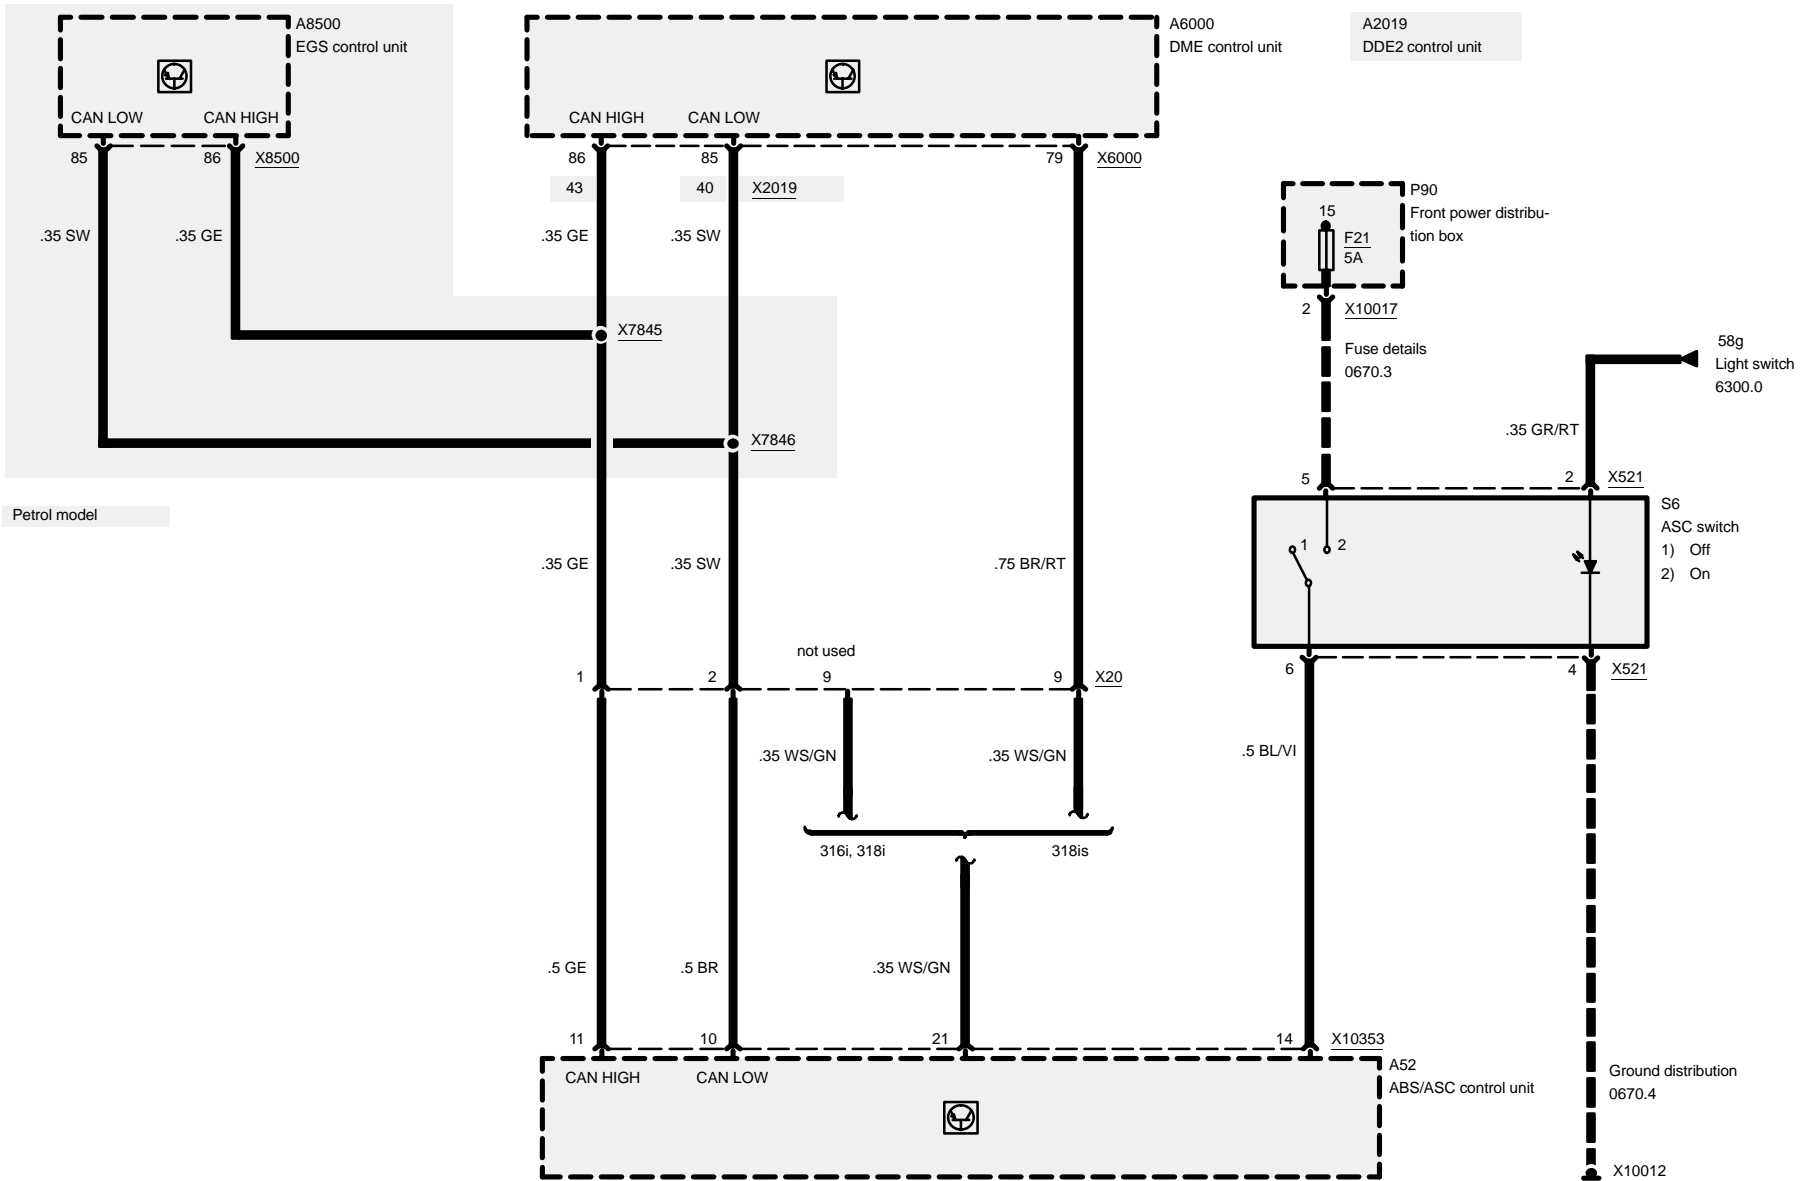 A8500
EGS control unit
CAN LOW
CAN HIGH
85
86
X8500
.35 SW
.35 GE
A6000
DME control unit
CAN HIGH
CAN LOW
86
85
79
X6000
43
40
X2019
.35 GE
.35 SW
A2019
DDE2 control unit
P90
Front power distribu-
tion box
15
F21
5A
2
X10017
Fuse details
0670.3
X7845
X7846
58g
Light switch
6300.0
.35 GR/RT
5
2
X521
Petrol model
S6
ASC switch
1) Off
2) On
1
2
.35 GE
.35 SW
.75 BR/RT
not used
1
2
9
9
X20
6
4
X521
.35 WS/GN
.35 WS/GN
.5 BL/VI
316i, 318i
318is
.5 GE
.5 BR
.35 WS/GN
11
10
21
14
X10353
CAN HIGH
CAN LOW
A52
ABS/ASC control unit
Ground distribution
0670.4
X10012